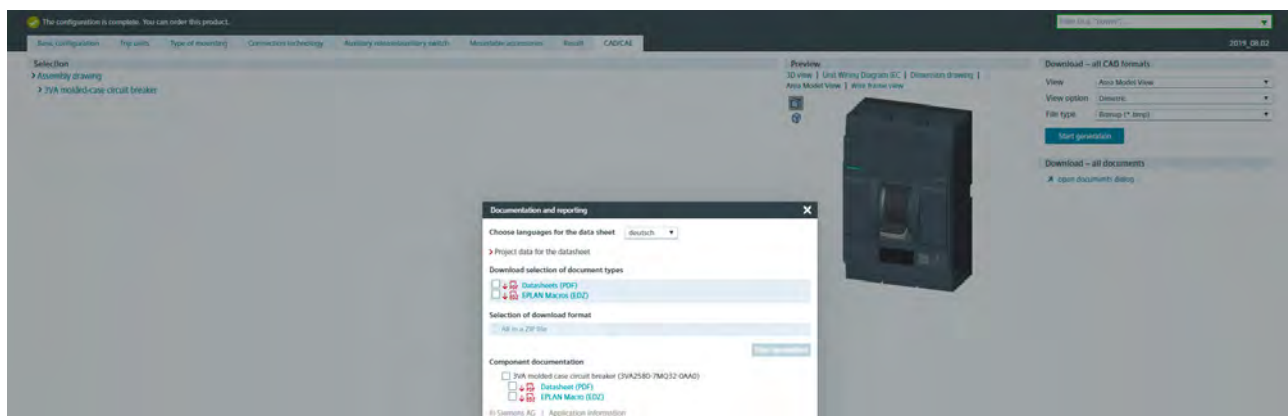 The configuration is complete. You can order this product.
Basic configuration Trip units Type of mounting Connection technology Auxiliary release/auxiliary switch Mountable accessories Result CAD/CAE
2019_08.02
Selection
Assembly drawing
3VA molded-case circuit breaker
Preview
3D view | Unit Wiring Diagram IEC | Dimension drawing |
Area Model View | Wire frame view
Download – all CAD formats
View Area Model View
View option Dimetric
File type Bitmap (*.bmp)
Start generation
Download – all documents
open documents dialog
Documentation and reporting
Choose languages for the data sheet deutsch
Project data for the datasheet
Download selection of document types
Datasheets (PDF)
EPLAN Macros (EDZ)
Selection of download format
All in a ZIP file
Start generation
Component documentation
3VA molded case circuit breaker (3VA2580-7MQ32-0AA0)
Datasheet (PDF)
EPLAN Macro (EDZ)
© Siemens AG | Application information